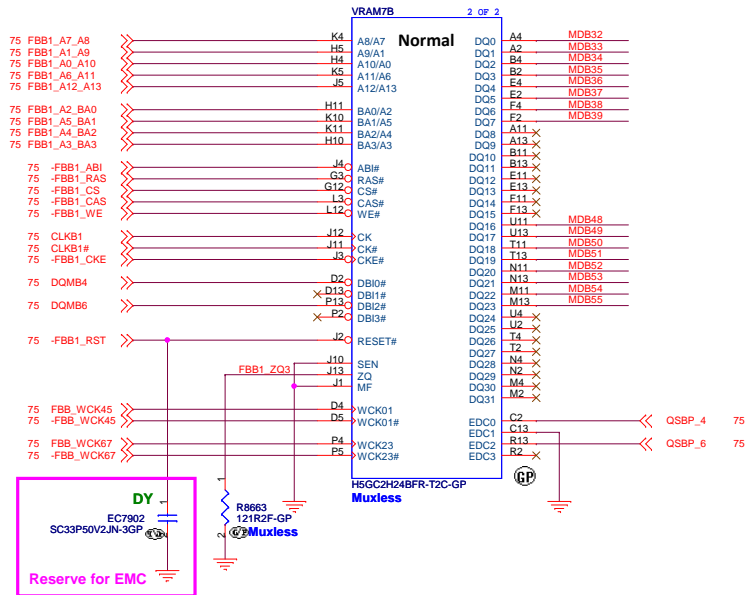 VRAM7B 2 OF 2
Normal
75 FBB1_A7_A8 K4 A8/A7 DQ0 A4 MDB32
75 FBB1_A1_A9 H5 A9/A1 DQ1 A2 MDB33
75 FBB1_A0_A10 H4 A10/A0 DQ2 B4 MDB34
75 FBB1_A6_A11 K5 A11/A6 DQ3 B2 MDB35
75 FBB1_A12_A13 J5 A12/A13 DQ4 E4 MDB36
DQ5 E2 MDB37
75 FBB1_A2_BA0 H11 BA0/A2 DQ6 F4 MDB38
75 FBB1_A5_BA1 K10 BA1/A5 DQ7 F2 MDB39
75 FBB1_A4_BA2 K11 BA2/A4 DQ8 A11
75 FBB1_A3_BA3 H10 BA3/A3 DQ9 A13
DQ10 B11
75 -FBB1_ABI J4 ABI# DQ11 B13
75 -FBB1_RAS G3 RAS# DQ12 E11
75 -FBB1_CS G12 CS# DQ13 E13
75 -FBB1_CAS L3 CAS# DQ14 F11
75 -FBB1_WE L12 WE# DQ15 F13
DQ16 U11 MDB48
75 CLKB1 J12 CK DQ17 U13 MDB49
75 CLKB1# J11 CK# DQ18 T11 MDB50
75 -FBB1_CKE J3 CKE# DQ19 T13 MDB51
DQ20 N11 MDB52
75 DQMB4 D2 DBI0# DQ21 N13 MDB53
D13 DBI1# DQ22 M11 MDB54
75 DQMB6 P13 DBI2# DQ23 M13 MDB55
P2 DBI3# DQ24 U4
DQ25 U2
75 -FBB1_RST J2 RESET# DQ26 T4
DQ27 T2
J10 SEN DQ28 N4
FBB1_ZQ3 J13 ZQ DQ29 N2
J1 MF DQ30 M4
DQ31 M2
75 FBB_WCK45 D4 WCK01
75 -FBB_WCK45 D5 WCK01# EDC0 C2 QSBP_4 75
EDC1 C13
75 FBB_WCK67 P4 WCK23 EDC2 R13 QSBP_6 75
75 -FBB_WCK67 P5 WCK23# EDC3 R2
GP
H5GC2H24BFR-T2C-GP
Muxless
DY 1
EC7902
SC33P50V2JN-3GP
2
1
R8663
121R2F-GP
2 Muxless
Reserve for EMC